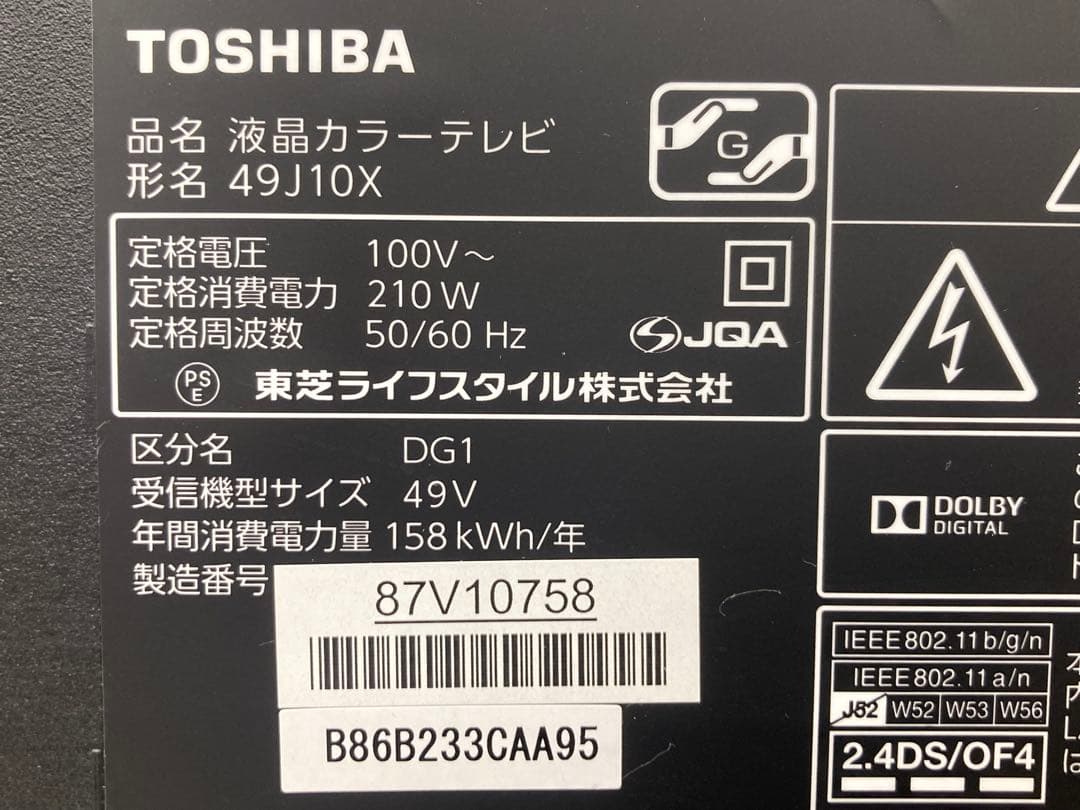 TOSHIBA
品名 液晶カラーテレビ
形名 49J10X
G
定格電圧 100V～
定格消費電力 210W
定格周波数 50/60 Hz
JQA
PSE 東芝ライフスタイル株式会社
区分名 DG1
受信機型サイズ 49V
年間消費電力量 158kWh/年
製造番号
87V10758
B86B233CAA95
DOLBY
DIGITAL
IEEE802.11b/g/n
IEEE802.11a/n
J52 W52 W53 W56
2.4DS/OF4